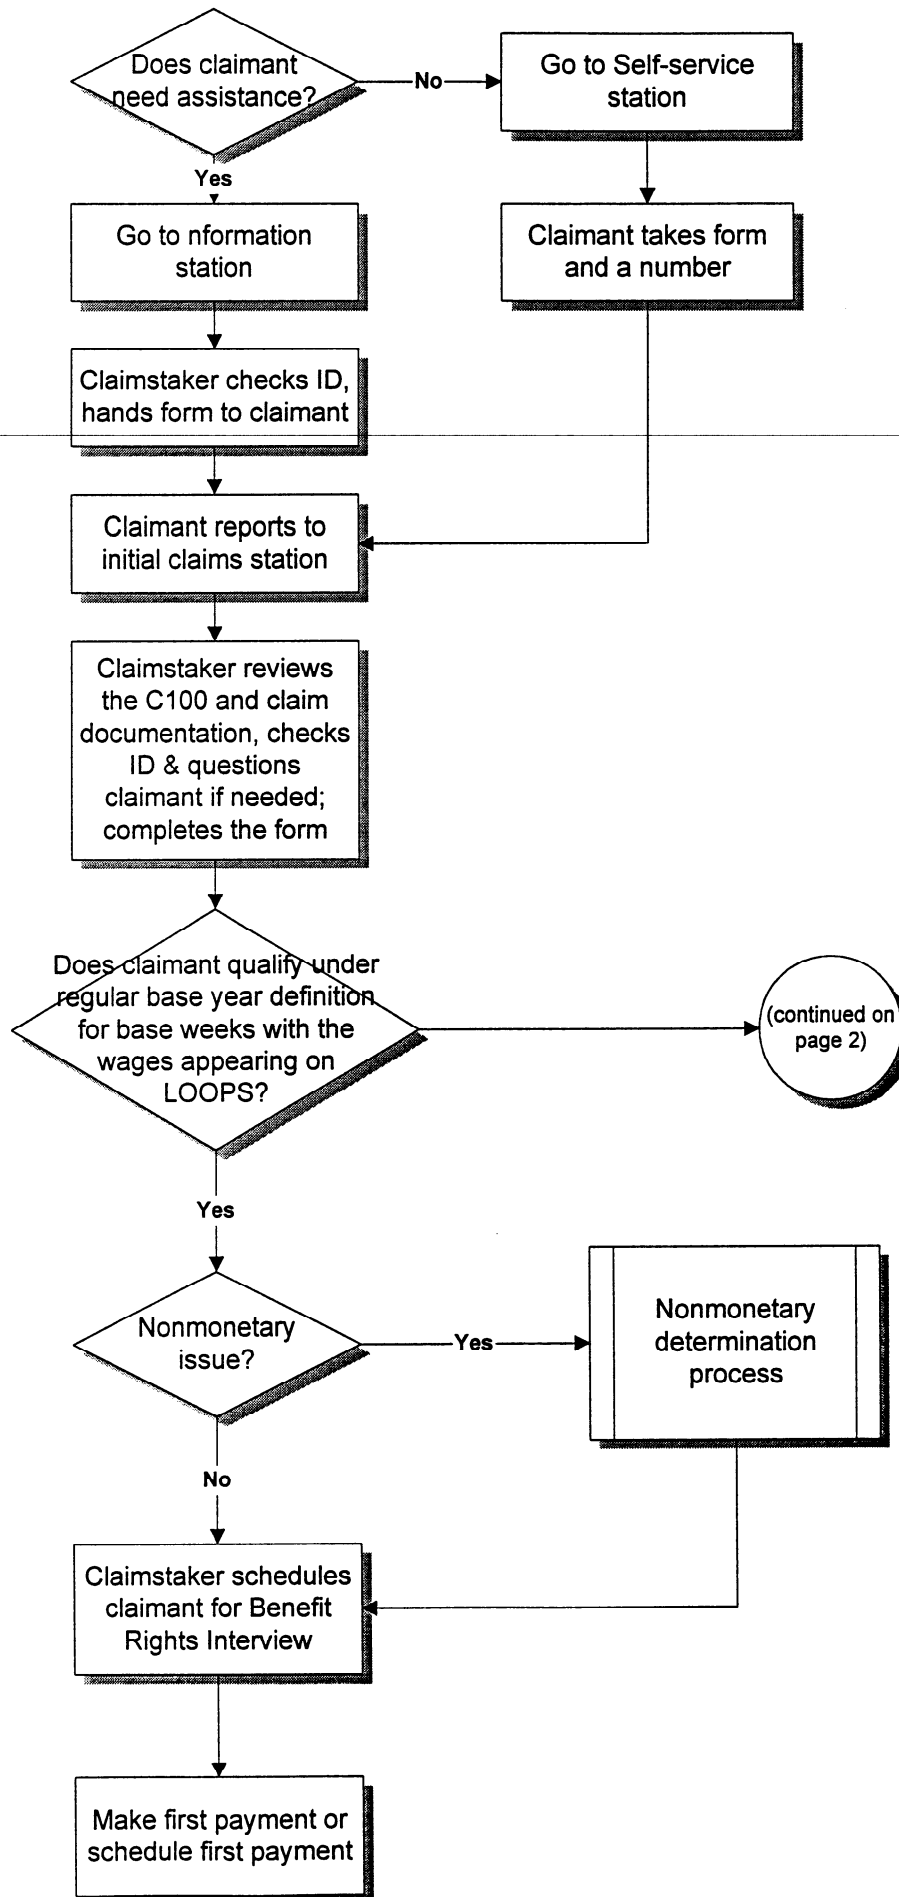 Does claimant
need assistance?
No
Go to Self-service
station
Yes
Go to nformation
station
Claimant takes form
and a number
Claimstaker checks ID,
hands form to claimant
Claimant reports to
initial claims station
Claimstaker reviews
the C100 and claim
documentation, checks
ID & questions
claimant if needed;
completes the form
Does claimant qualify under
regular base year definition
for base weeks with the
wages appearing on
LOOPS?
(continued on
page 2)
Yes
Nonmonetary
issue?
Yes
Nonmonetary
determination
process
No
Claimstaker schedules
claimant for Benefit
Rights Interview
Make first payment or
schedule first payment